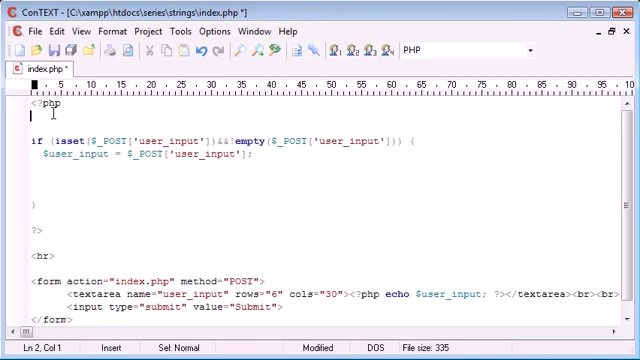 ConTEXT - [C:\xampp\htdocs\series\strings\index.php *]
File Edit View Format Project Tools Options Window Help
PHP
index.php *
5 10 15 20 25 30 35 40 45 50 55 60 65 70 75 80 85 90 95 10
<?php
if (isset($_POST['user_input'])&&!empty($_POST['user_input'])) {
$user_input = $_POST['user_input'];
}
?>
<hr>
<form action="index.php" method="POST">
<textarea name="user_input" rows="6" cols="30"><?php echo $user_input; ?></textarea><br><br>
<input type="submit" value="Submit">
</form>
Ln 2, Col 1 Insert Sel: Normal Modified DOS File size: 335